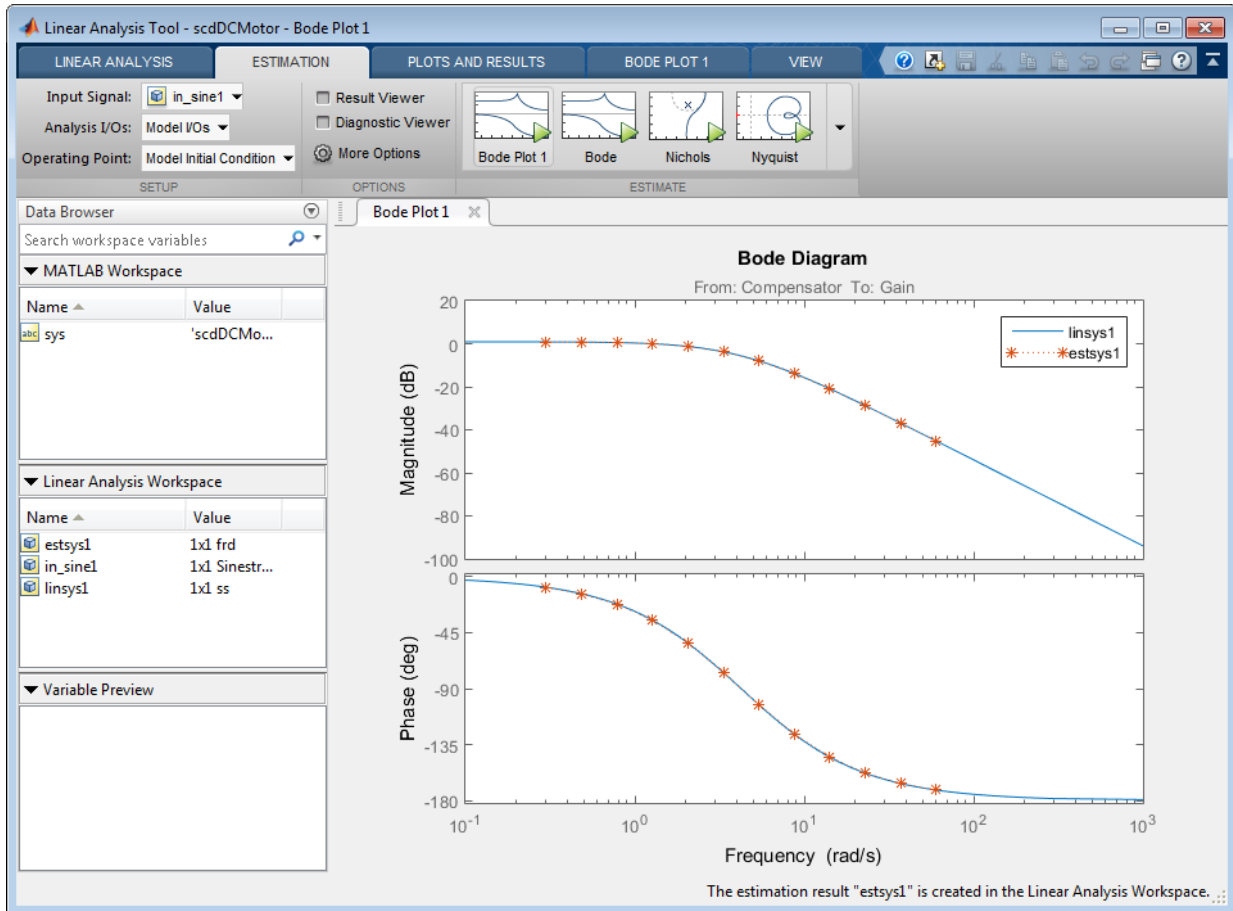 Linear Analysis Tool - scdDCMotor - Bode Plot 1
LINEAR ANALYSIS ESTIMATION PLOTS AND RESULTS BODE PLOT 1 VIEW
Input Signal: in_sine1
Analysis I/Os: Model I/Os
Operating Point: Model Initial Condition
SETUP
Result Viewer
Diagnostic Viewer
More Options
OPTIONS
Bode Plot 1 Bode Nichols Nyquist
ESTIMATE
Data Browser
Search workspace variables
MATLAB Workspace
Name Value
abc sys 'scdDCMo...
Linear Analysis Workspace
Name Value
estsys1 1x1 frd
in_sine1 1x1 Sinestr...
linsys1 1x1 ss
Variable Preview
Bode Plot 1
Bode Diagram
From: Compensator To: Gain
linsys1
estsys1
Magnitude (dB)
20
0
-20
-40
-60
-80
-100
Phase (deg)
0
-45
-90
-135
-180
10^-1 10^0 10^1 10^2 10^3
Frequency (rad/s)
The estimation result "estsys1" is created in the Linear Analysis Workspace.